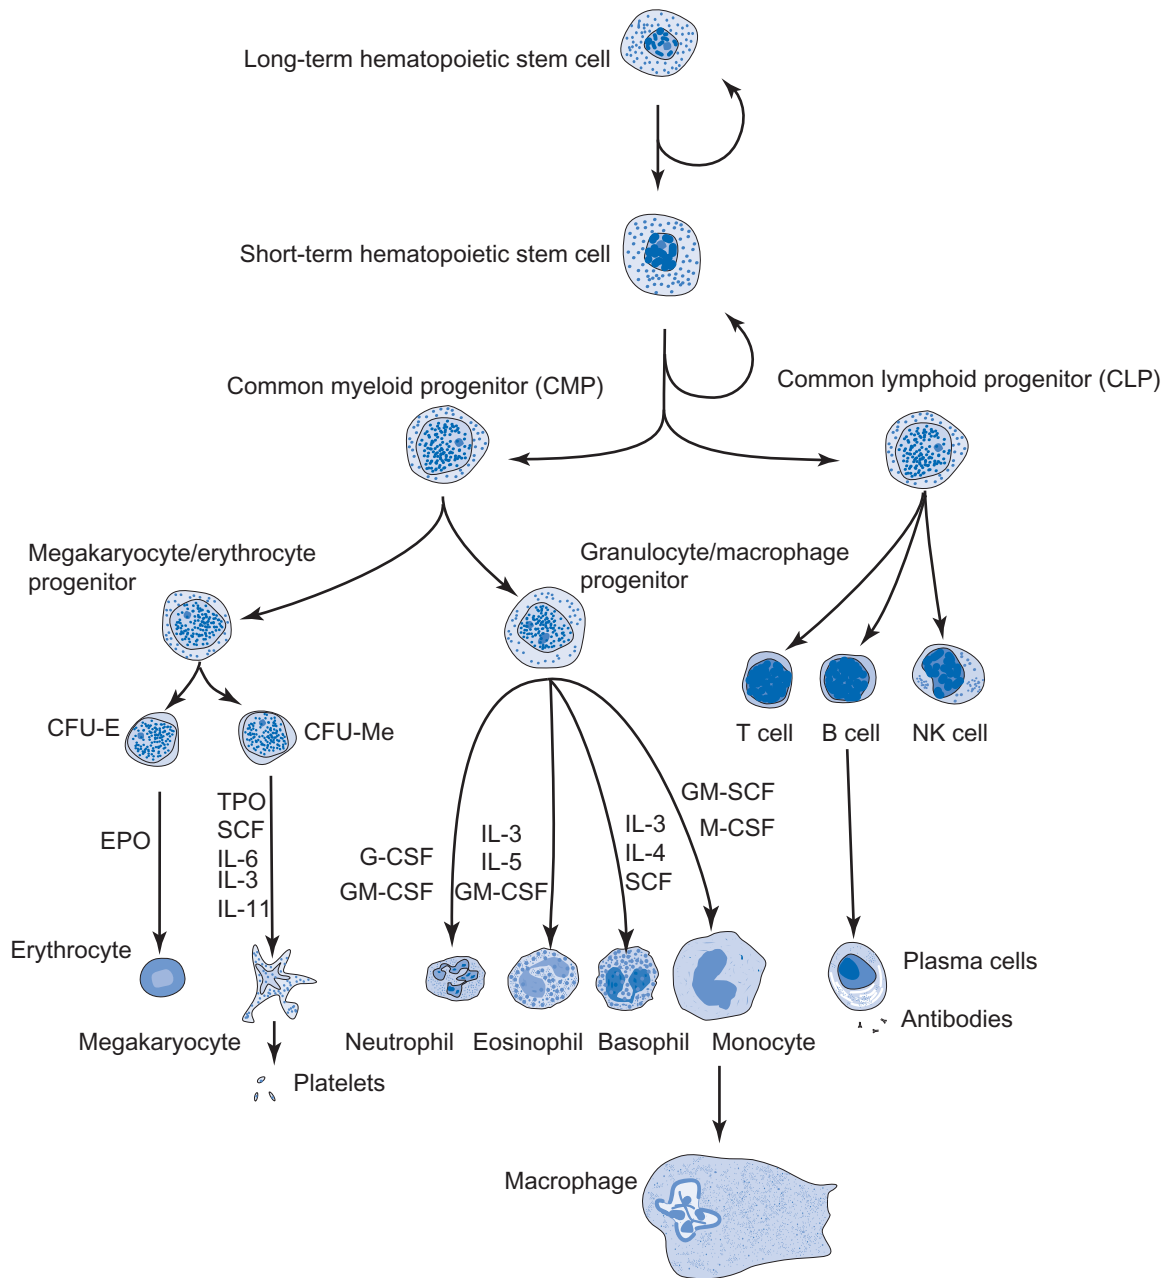 Long-term hematopoietic stem cell
Short-term hematopoietic stem cell
Common myeloid progenitor (CMP)
Common lymphoid progenitor (CLP)
Megakaryocyte/erythrocyte
progenitor
Granulocyte/macrophage
progenitor
CFU-E
CFU-Me
T cell
B cell
NK cell
EPO
TPO
SCF
IL-6
IL-3
IL-11
G-CSF
GM-CSF
IL-3
IL-5
GM-CSF
IL-3
IL-4
SCF
GM-SCF
M-CSF
Erythrocyte
Megakaryocyte
Platelets
Neutrophil
Eosinophil
Basophil
Monocyte
Plasma cells
Antibodies
Macrophage